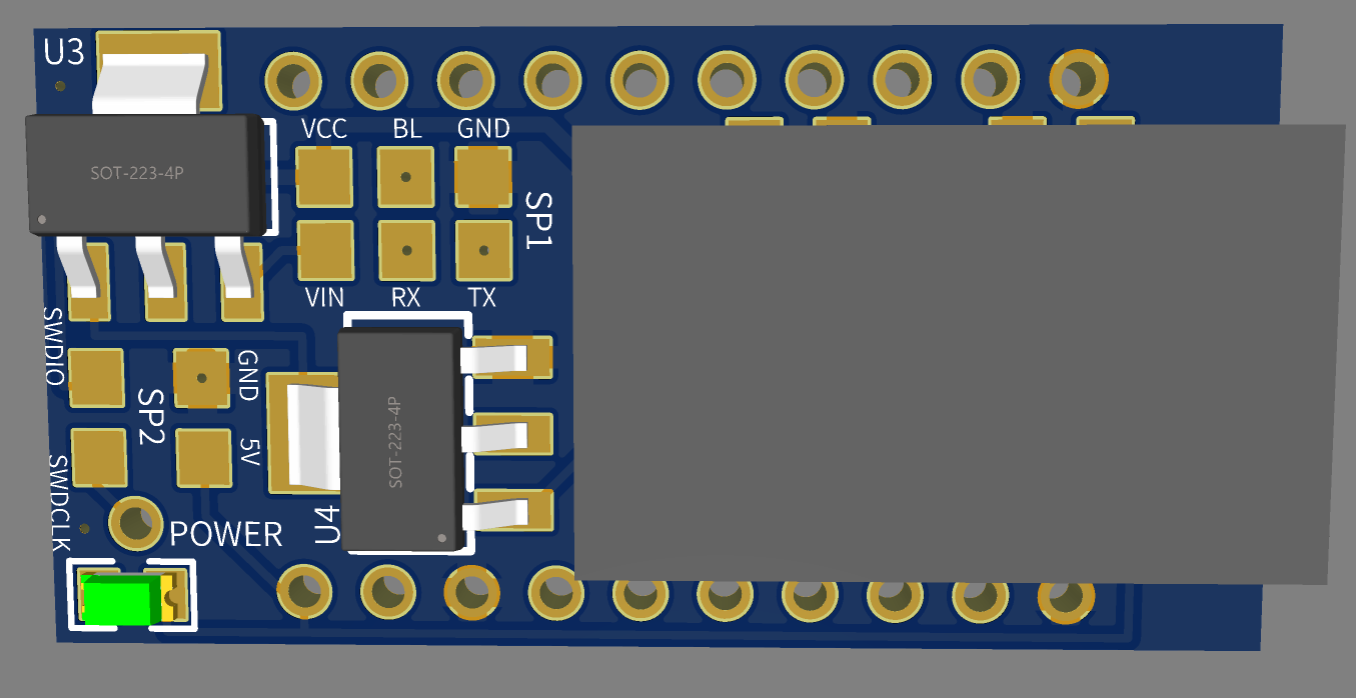 U3
VCC BL GND
SOT-223-4P
SP1
VIN RX TX
SWDIO
GND
SP2
SOT-223-4P
5V
SWDCLK
U4
POWER